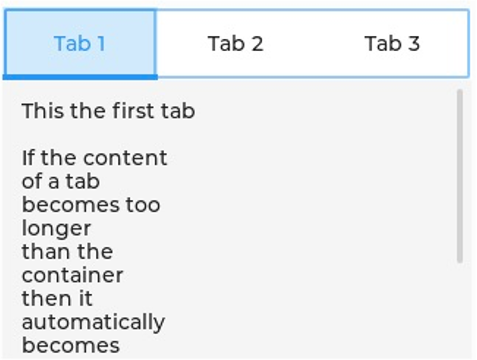 Tab 1
Tab 2
Tab 3
This the first tab
If the content
of a tab
becomes too
longer
than the
container
then it
automatically
becomes